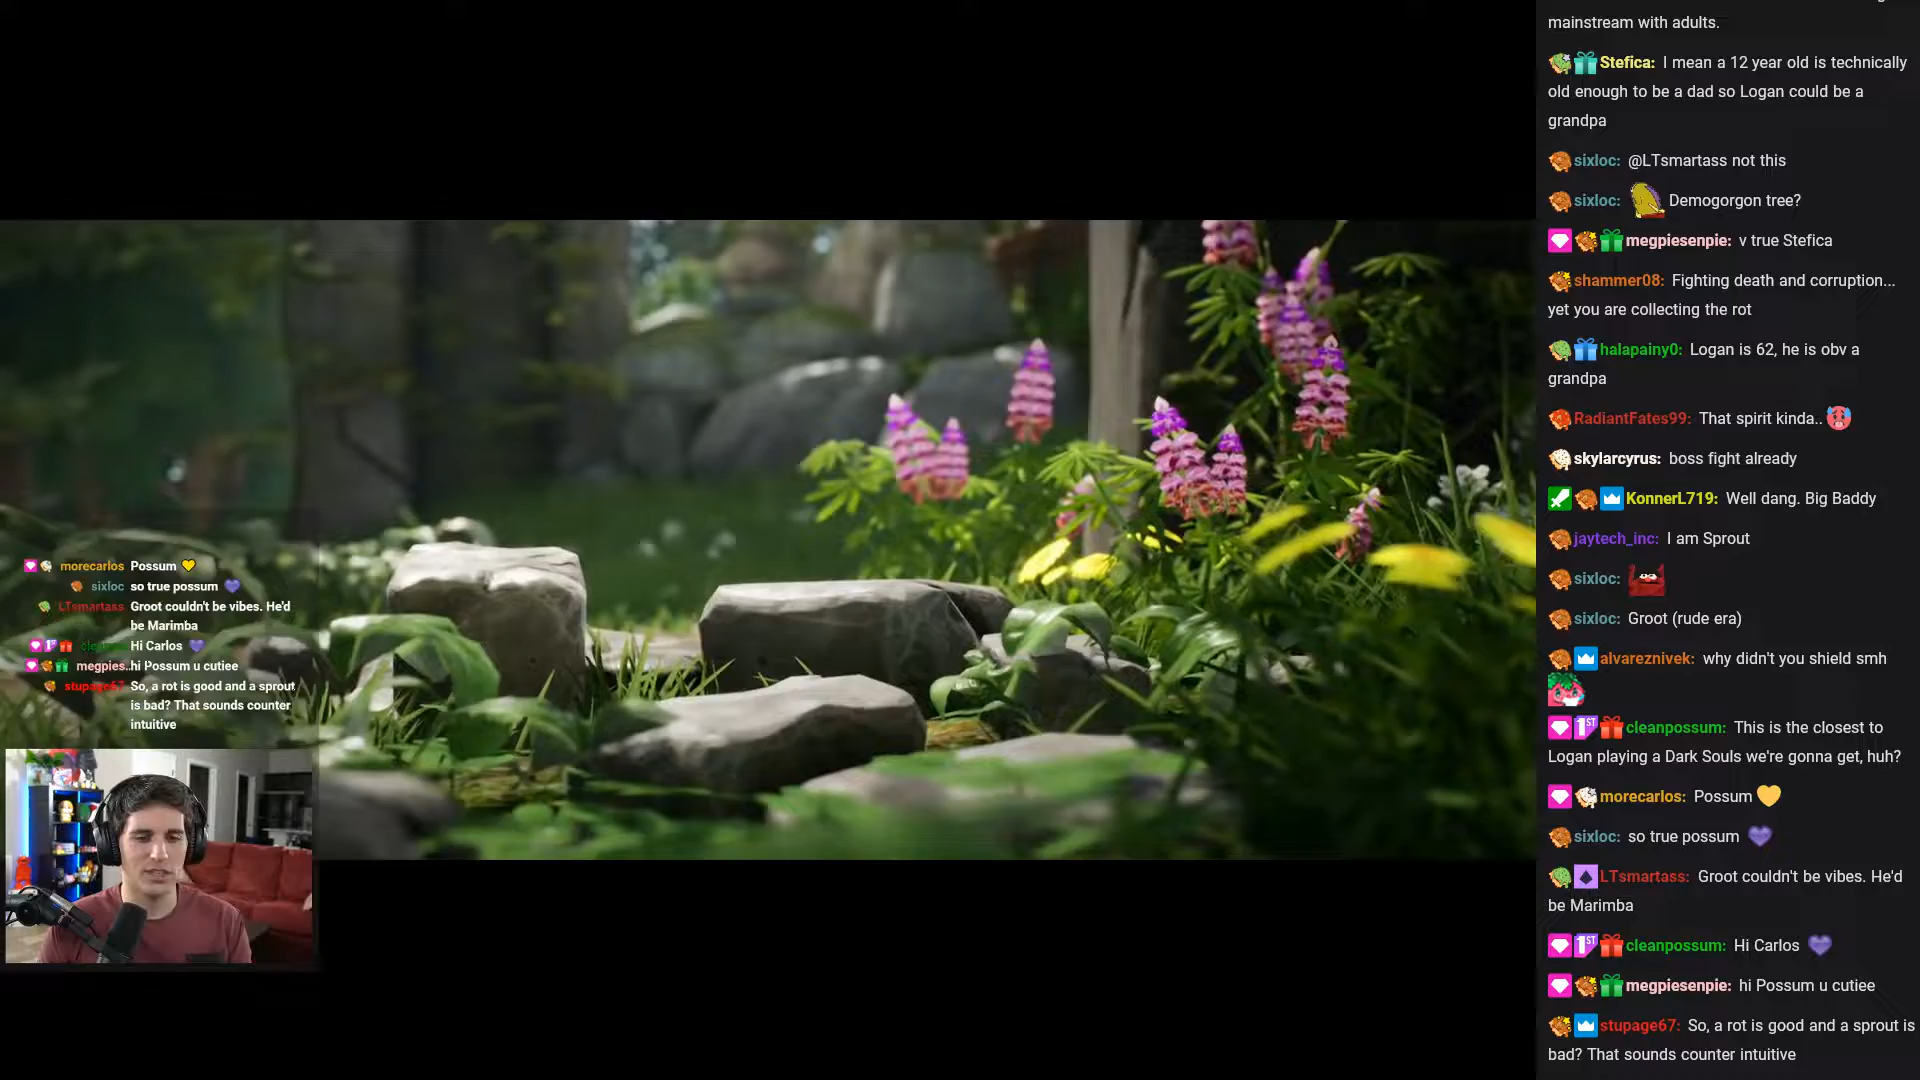 mainstream with adults.
Stefica: I mean a 12 year old is technically
old enough to be a dad so Logan could be a
grandpa
sixloc: @LTsmartass not this
sixloc: Demogorgon tree?
megpiesenpie: v true Stefica
shammer08: Fighting death and corruption...
yet you are collecting the rot
halapainy0: Logan is 62, he is obv a
grandpa
RadiantFates99: That spirit kinda..
skylarcyrus: boss fight already
KonnerL719: Well dang. Big Baddy
jaytech_inc: I am Sprout
sixloc:
sixloc: Groot (rude era)
alvareznivek: why didn't you shield smh
1ST cleanpossum: This is the closest to
Logan playing a Dark Souls we're gonna get, huh?
morecarlos: Possum
sixloc: so true possum
LTsmartass: Groot couldn't be vibes. He'd
be Marimba
1ST cleanpossum: Hi Carlos
megpiesenpie: hi Possum u cutiee
stupage67: So, a rot is good and a sprout is
bad? That sounds counter intuitive
morecarlos Possum
sixloc so true possum
LTsmartass Groot couldn't be vibes. He'd
be Marimba
Hi Carlos
megpies.. hi Possum u cutiee
stupage67 So, a rot is good and a sprout
is bad? That sounds counter
intuitive